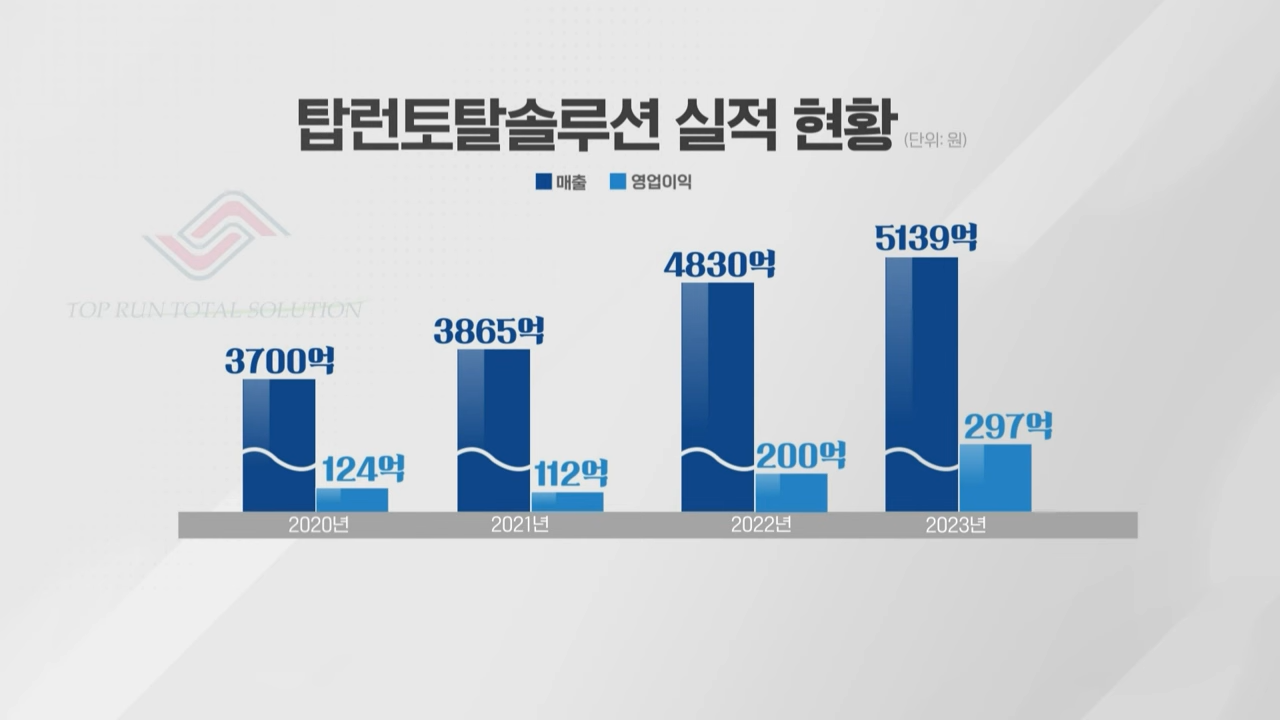 탑런토탈솔루션 실적 현황 (단위: 원)
매출 영업이익
TOP RUN TOTAL SOLUTION
3700억 124억
3865억 112억
4830억 200억
5139억 297억
2020년 2021년 2022년 2023년